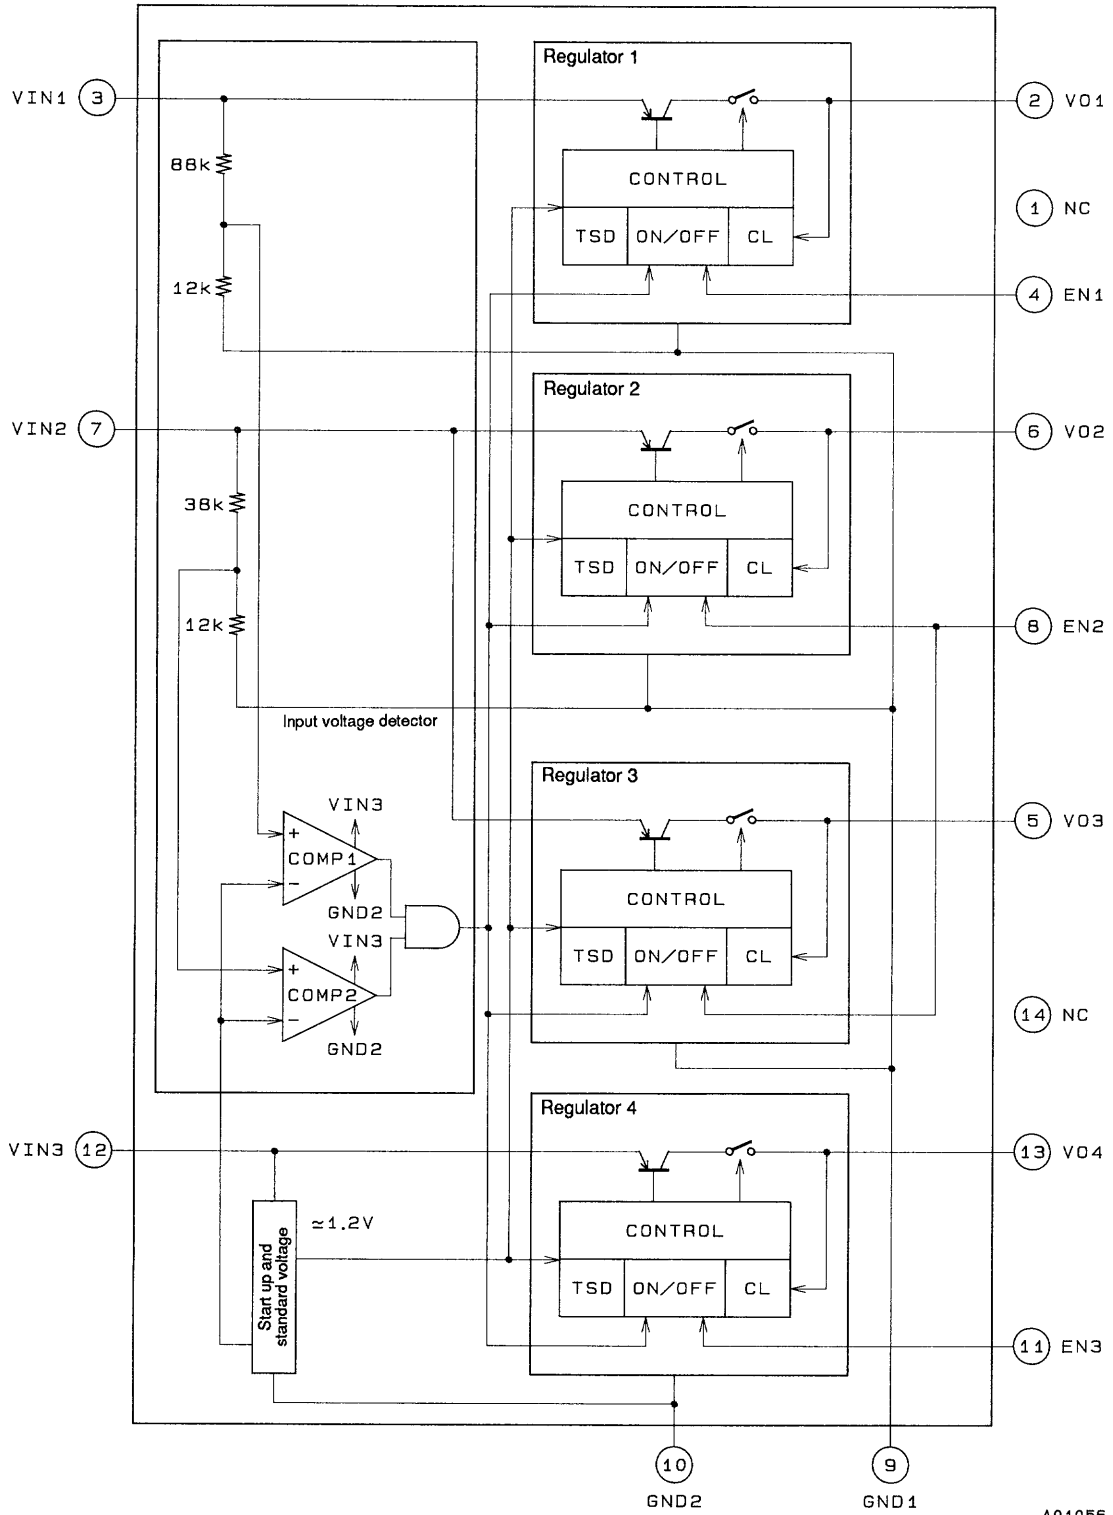 Regulator 1
VIN1 3
2 VO1
88k
CONTROL
1 NC
TSD ON/OFF CL
12k
4 EN1
Regulator 2
VIN2 7
6 VO2
38k
CONTROL
TSD ON/OFF CL
12k
8 EN2
Input voltage detector
Regulator 3
VIN3
+
COMP1
−
5 VO3
CONTROL
GND2
VIN3
TSD ON/OFF CL
+
COMP2
−
14 NC
GND2
Regulator 4
VIN3 12
13 VO4
≃1.2V
CONTROL
Start up and
standard voltage
TSD ON/OFF CL
11 EN3
10
9
GND2
GND1